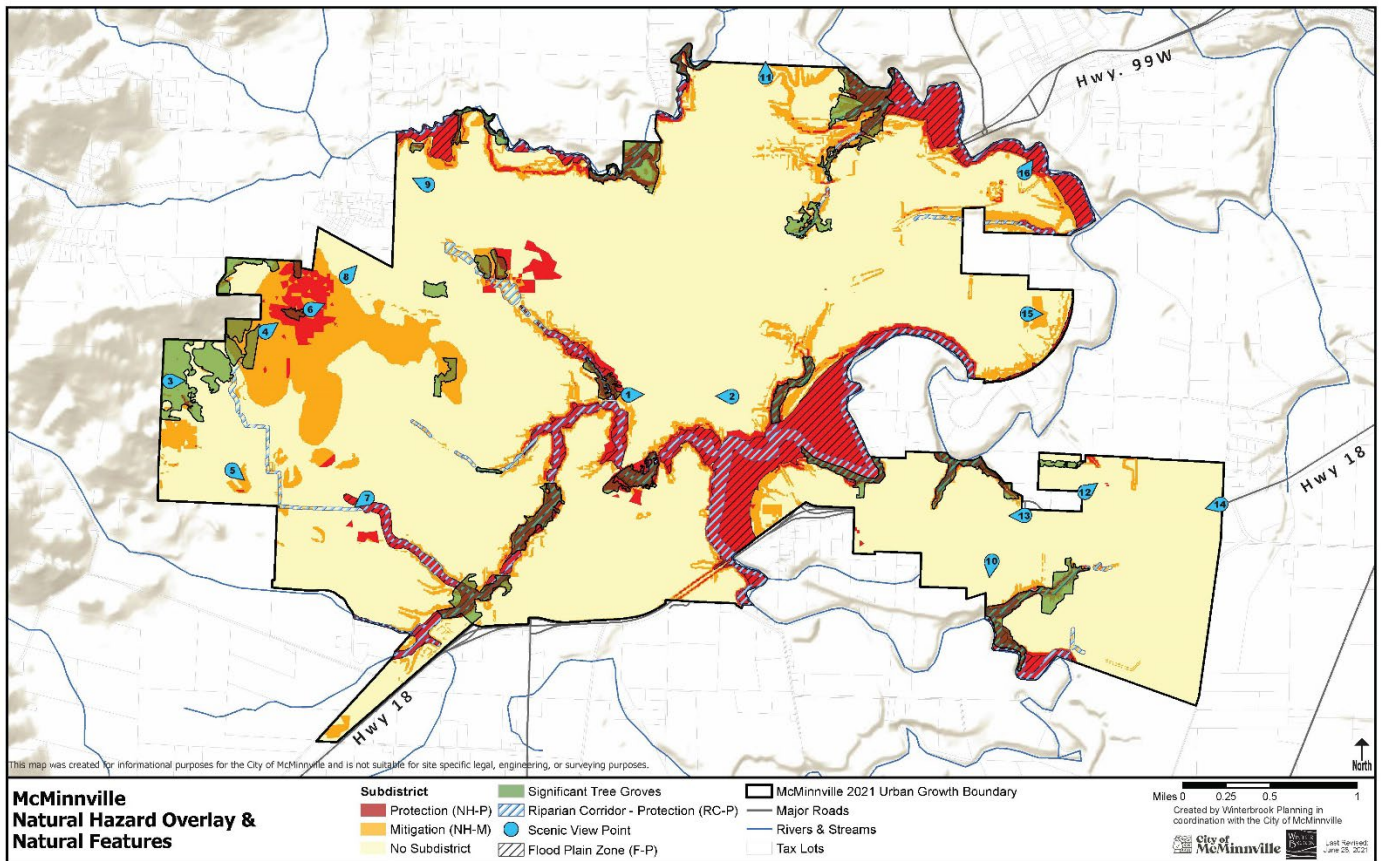 Hwy. 99W
11
16
9
8
6
4
15
3
1
2
5
7
12
14
13
10
Hwy 18
Hwy 18
This map was created for informational purposes for the City of McMinnville and is not suitable for site specific legal, engineering, or surveying purposes.
North
McMinnville
Natural Hazard Overlay &
Natural Features
Subdistrict
Protection (NH-P)
Mitigation (NH-M)
No Subdistrict
Significant Tree Groves
Riparian Corridor - Protection (RC-P)
Scenic View Point
Flood Plain Zone (F-P)
McMinnville 2021 Urban Growth Boundary
Major Roads
Rivers & Streams
Tax Lots
Miles 0 0.25 0.5 1
Created by Winterbrook Planning in
coordination with the City of McMinnville
City of
McMinnville
Winter
Brook
Last Revised:
June 25, 2021